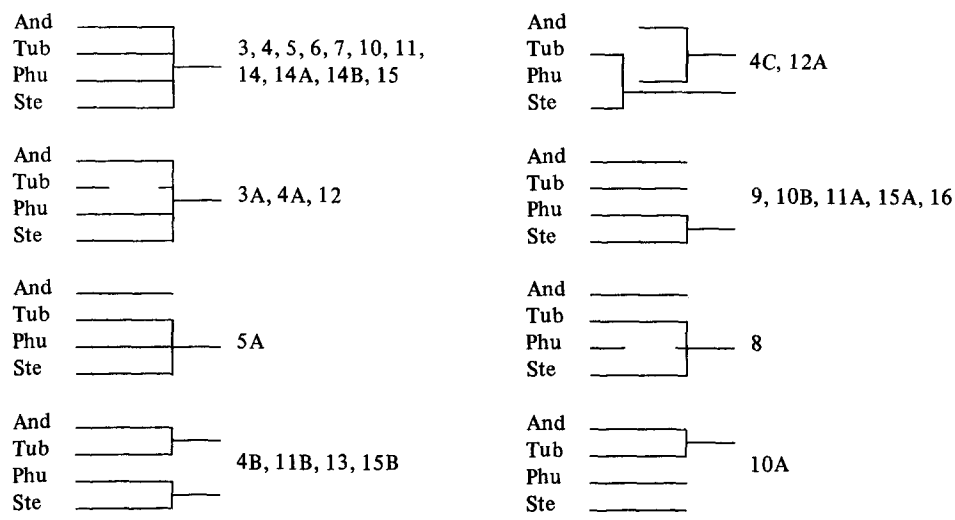 And
Tub
Phu
Ste
3, 4, 5, 6, 7, 10, 11,
14, 14A, 14B, 15
And
Tub
Phu
Ste
3A, 4A, 12
And
Tub
Phu
Ste
5A
And
Tub
Phu
Ste
4B, 11B, 13, 15B
And
Tub
Phu
Ste
4C, 12A
And
Tub
Phu
Ste
9, 10B, 11A, 15A, 16
And
Tub
Phu
Ste
8
And
Tub
Phu
Ste
10A